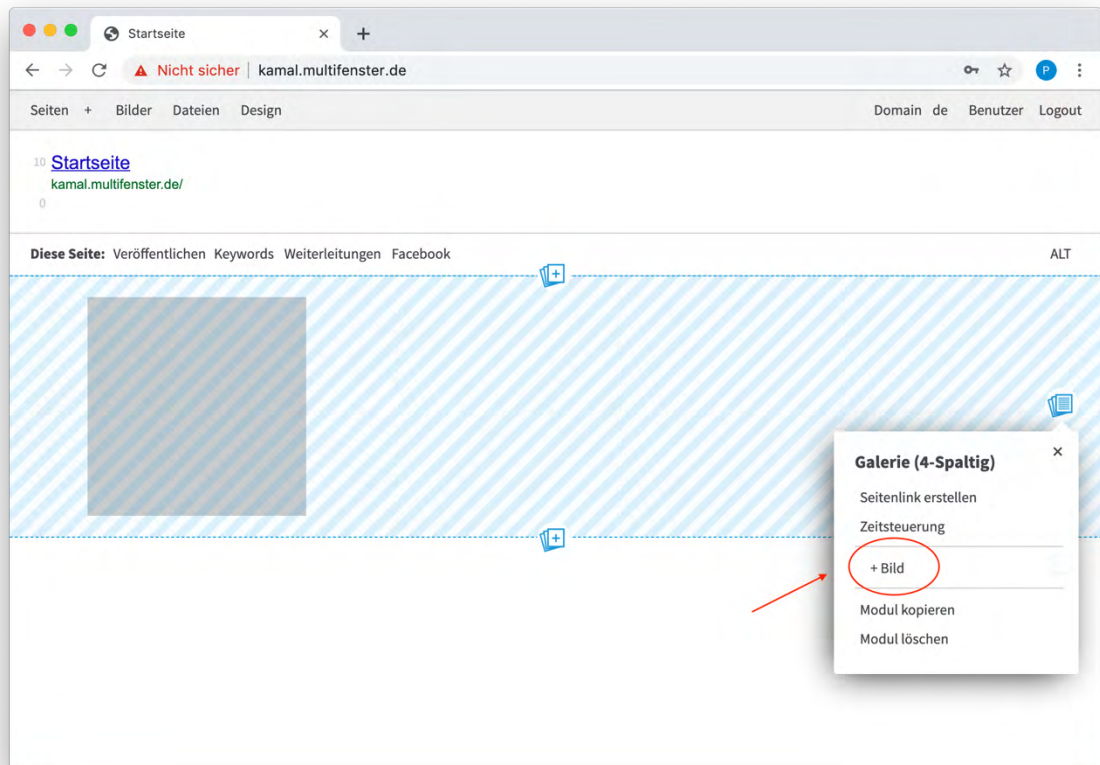 Startseite
Nicht sicher kamal.multifenster.de
P
Seiten + Bilder Dateien Design Domain de Benutzer Logout
10 Startseite
kamal.multifenster.de/
0
Diese Seite: Veröffentlichen Keywords Weiterleitungen Facebook ALT
Galerie (4-Spaltig)
Seitenlink erstellen
Zeitsteuerung
+ Bild
Modul kopieren
Modul löschen